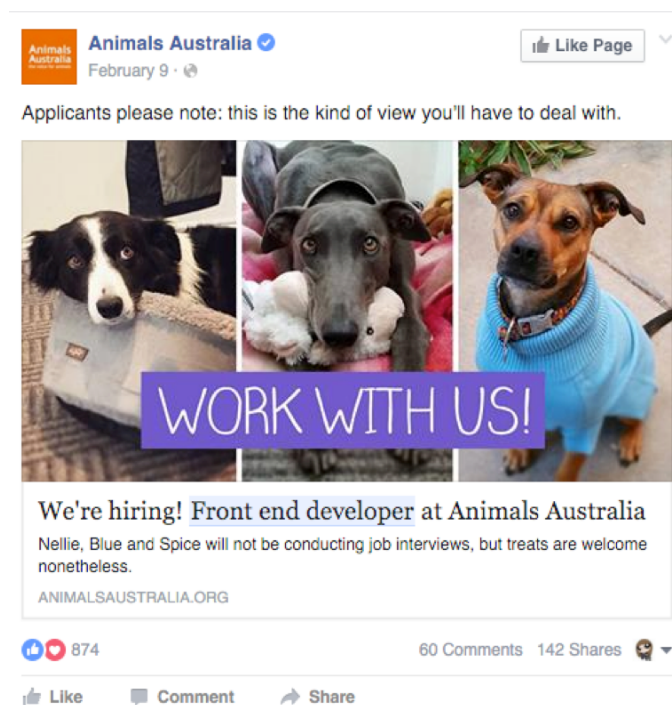 Animals
Australia
Animals Australia
Like Page
February 9 ·
Applicants please note: this is the kind of view you'll have to deal with.
WORK WITH US!
We're hiring! Front end developer at Animals Australia
Nellie, Blue and Spice will not be conducting job interviews, but treats are welcome
nonetheless.
ANIMALSAUSTRALIA.ORG
874
60 Comments 142 Shares
Like Comment Share